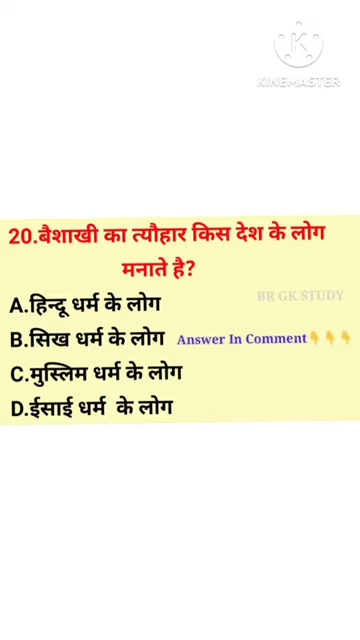 KINEMASTER
20.बैशाखी का त्यौहार किस देश के लोग
मनाते है?
A.हिन्दू धर्म के लोग
BR GK STUDY
B.सिख धर्म के लोग Answer In Comment👇👇👇
C.मुस्लिम धर्म के लोग
D.ईसाई धर्म के लोग